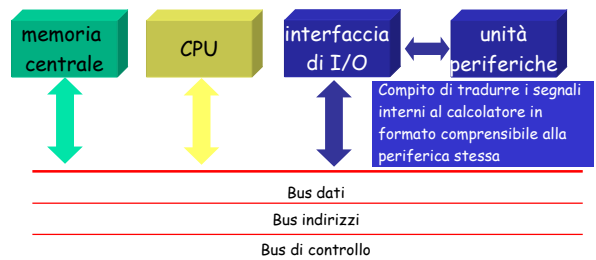 memoria
centrale
CPU
interfaccia
di I/O
unità
periferiche
Compito di tradurre i segnali
interni al calcolatore in
formato comprensibile alla
periferica stessa
Bus dati
Bus indirizzi
Bus di controllo